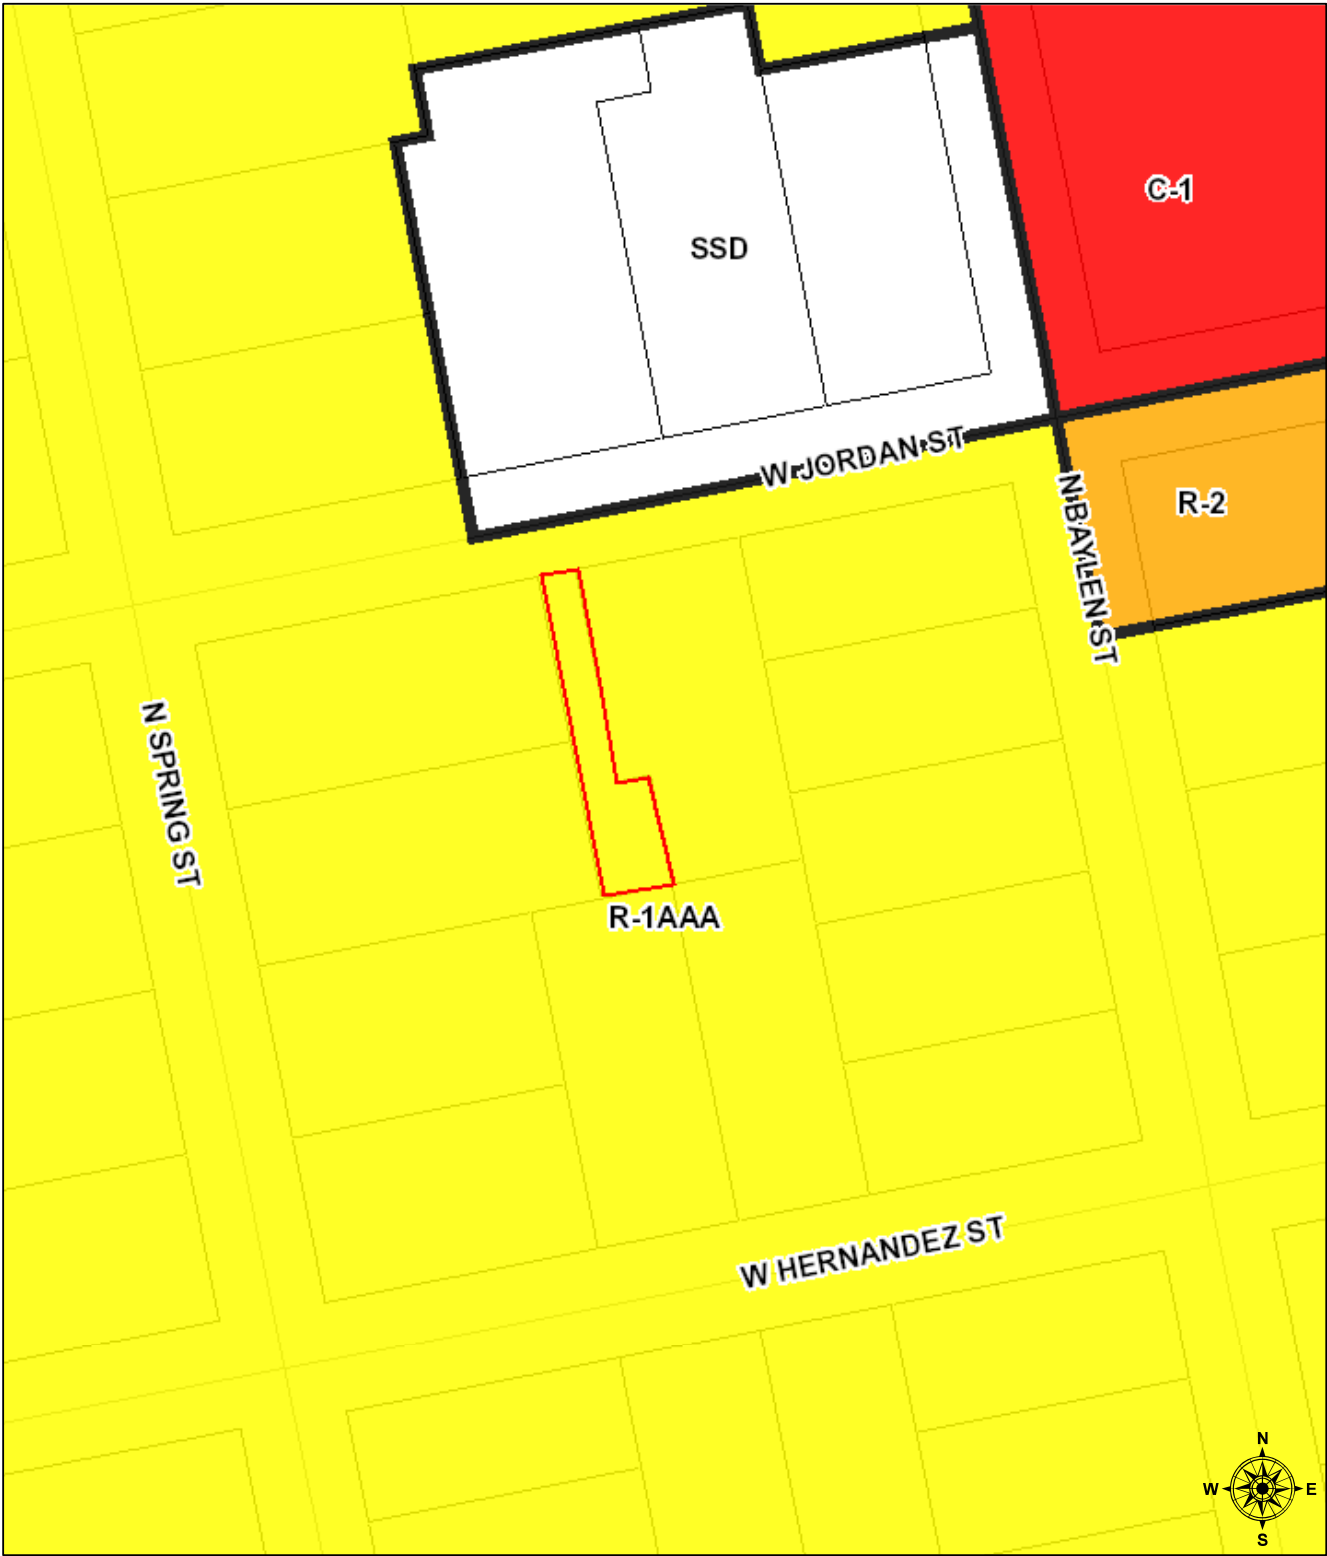 C-1
SSD
W JORDAN ST
R-2
N BAYLEN ST
N SPRING ST
R-1AAA
W HERNANDEZ ST
N
W E
S